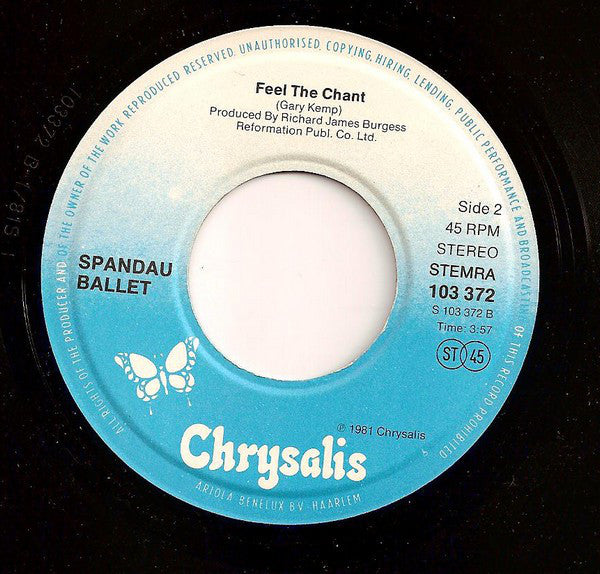 ALL RIGHTS OF THE PRODUCER AND OF THE OWNER OF THE WORK REPRODUCED RESERVED. UNAUTHORISED. COPYING, HIRING, LENDING, PUBLIC PERFORMANCE AND BROADCASTING OF THIS RECORD PROHIBITED
Feel The Chant
(Gary Kemp)
Produced By Richard James Burgess
Reformation Publ. Co. Ltd.
SPANDAU
BALLET
Side 2
45 RPM
STEREO
STEMRA
103 372
S 103 372 B
Time: 3:57
ST 45
℗ 1981 Chrysalis
Chrysalis
ARIOLA BENELUX BV - HAARLEM